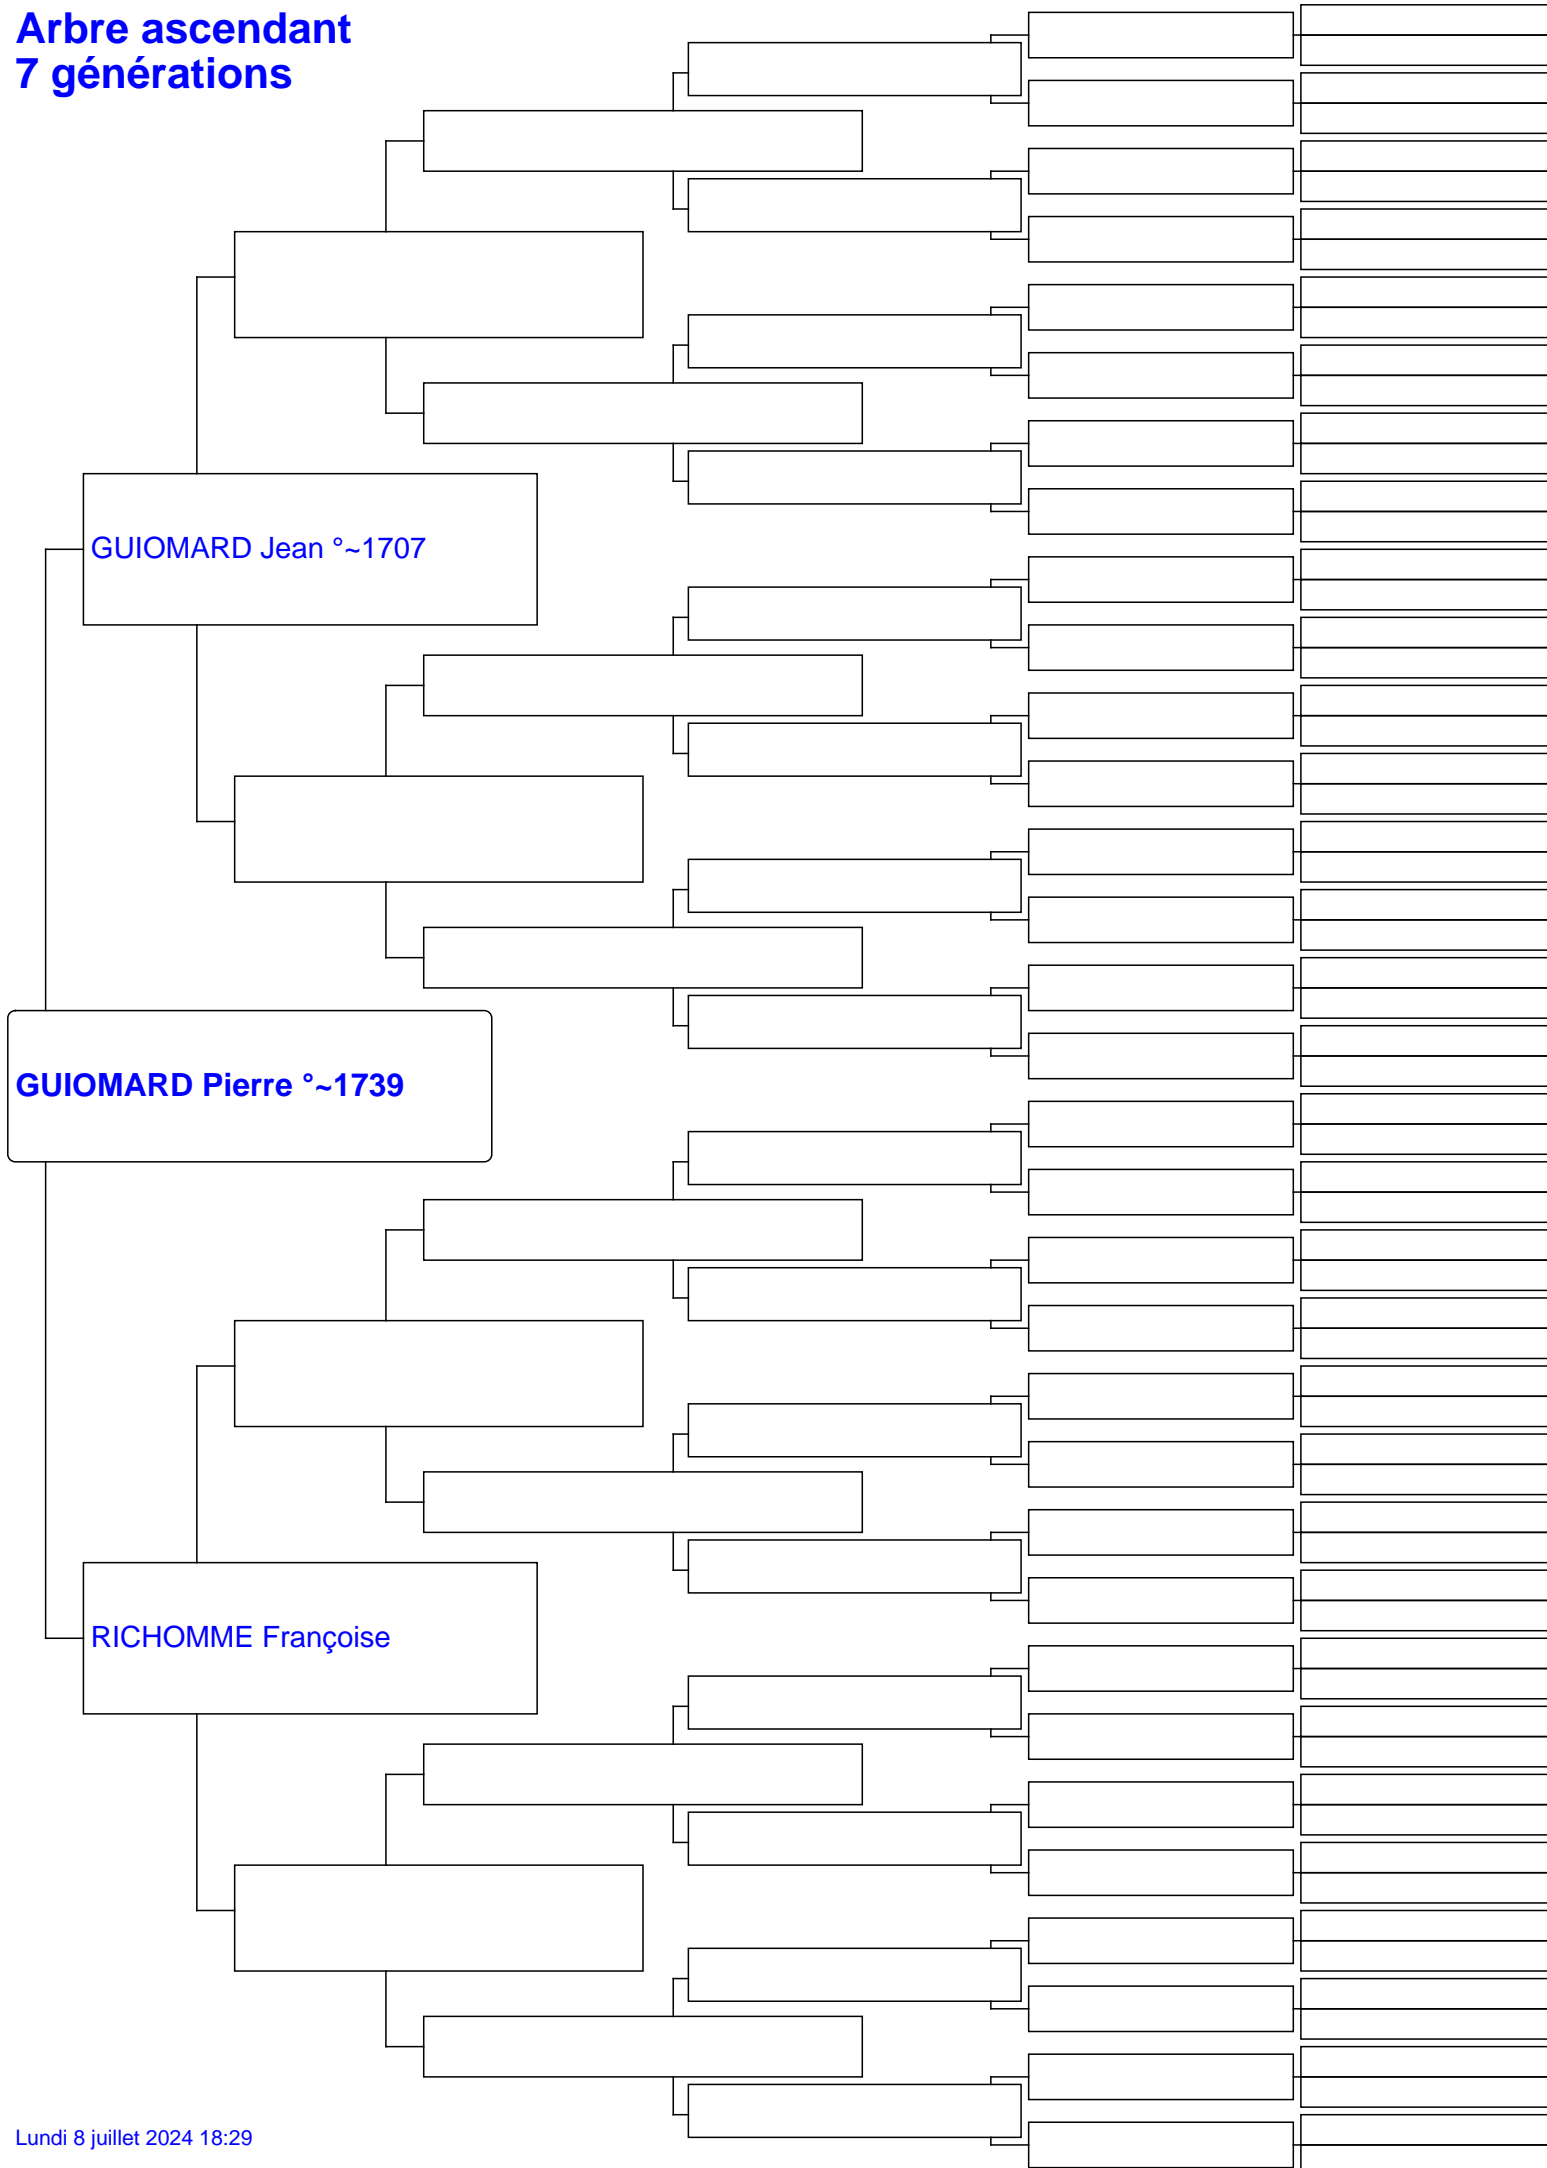 Arbre ascendant
7 générations
GUIOMARD Jean °~1707
GUIOMARD Pierre °~1739
RICHOMME Françoise
Lundi 8 juillet 2024 18:29